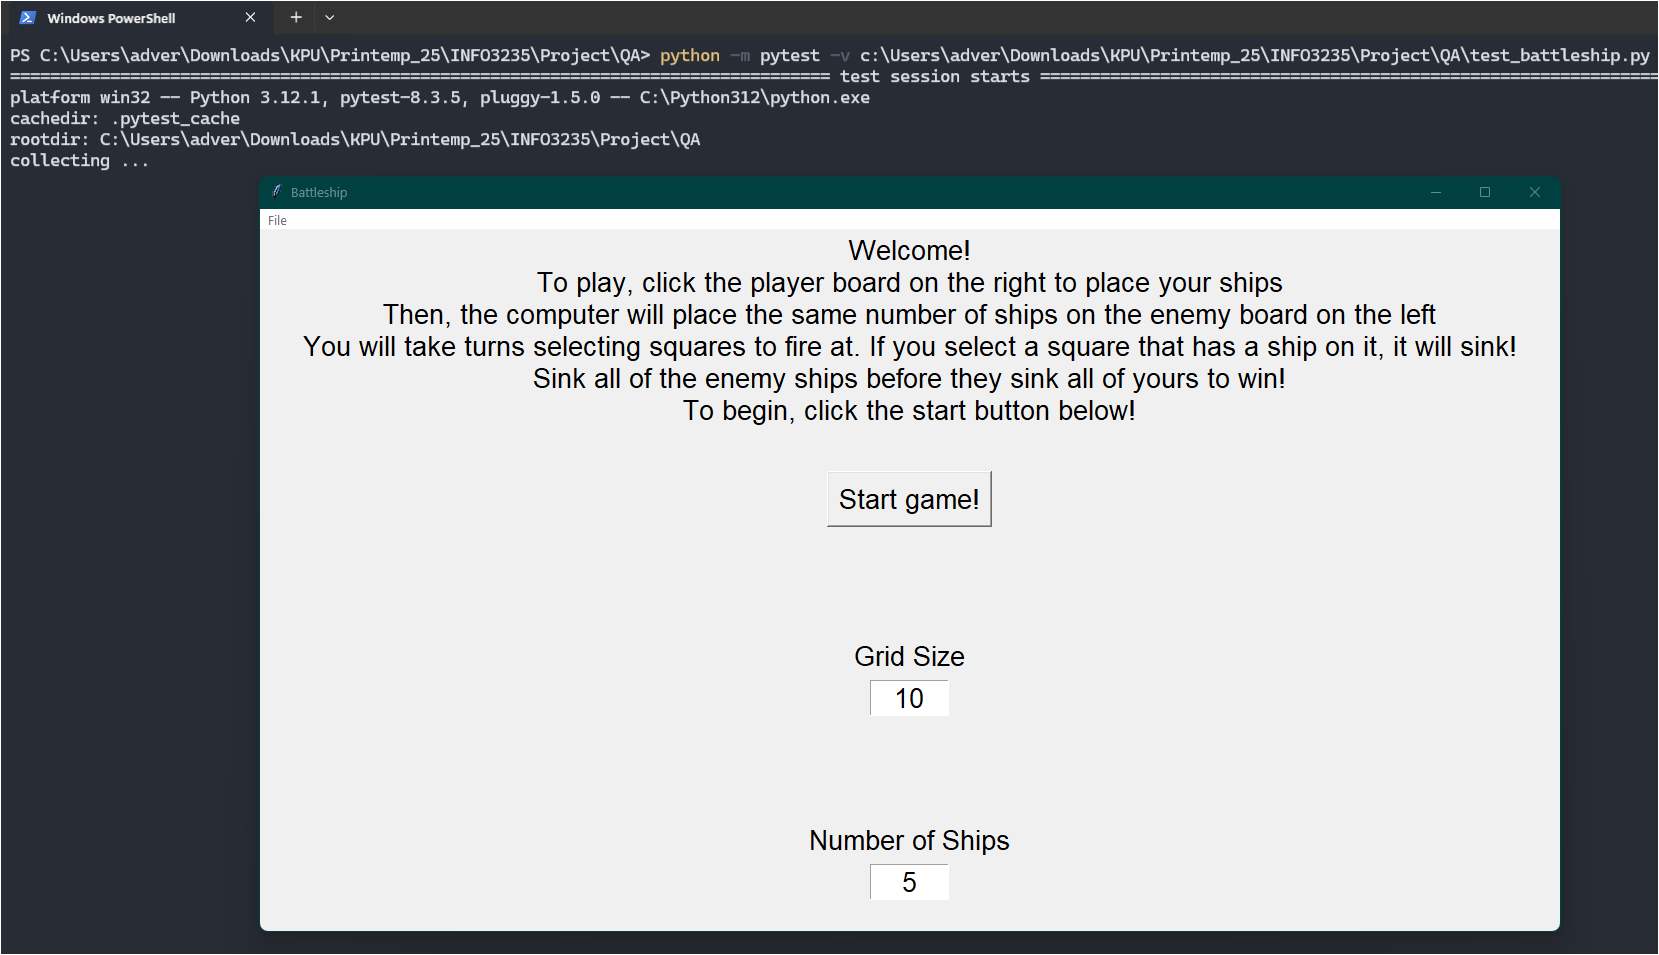 Windows PowerShell
PS C:\Users\adver\Downloads\KPU\Printemp_25\INFO3235\Project\QA> python -m pytest -v c:\Users\adver\Downloads\KPU\Printemp_25\INFO3235\Project\QA\test_battleship.py
================================================================================== test session starts ==============================================================
platform win32 -- Python 3.12.1, pytest-8.3.5, pluggy-1.5.0 -- C:\Python312\python.exe
cachedir: .pytest_cache
rootdir: C:\Users\adver\Downloads\KPU\Printemp_25\INFO3235\Project\QA
collecting ...
Battleship
File
Welcome!
To play, click the player board on the right to place your ships
Then, the computer will place the same number of ships on the enemy board on the left
You will take turns selecting squares to fire at. If you select a square that has a ship on it, it will sink!
Sink all of the enemy ships before they sink all of yours to win!
To begin, click the start button below!
Start game!
Grid Size
10
Number of Ships
5